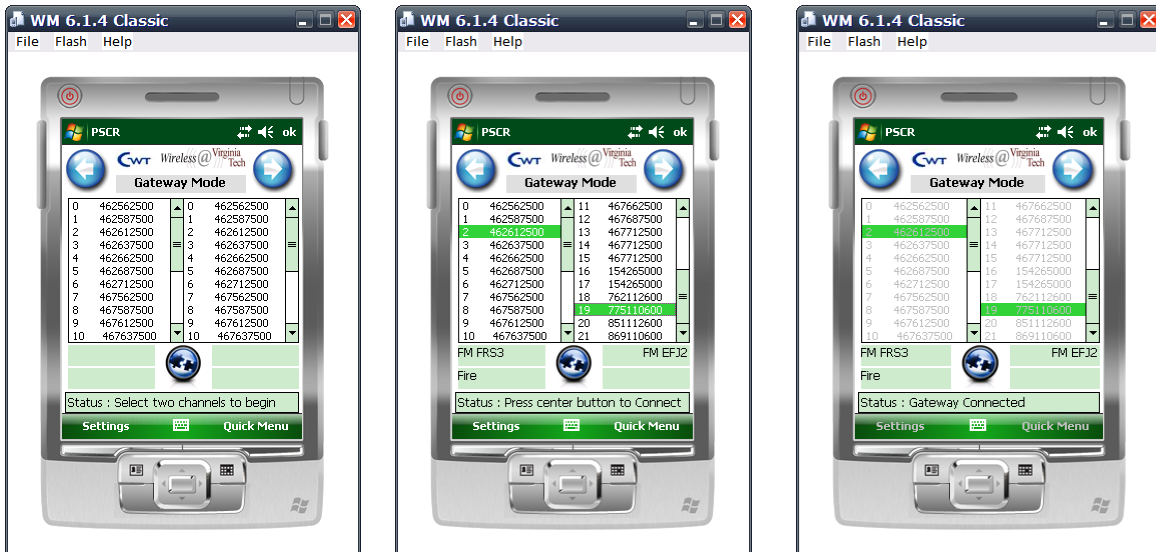 WM 6.1.4 Classic
File Flash Help
PSCR ok
CWT Wireless@Virginia Tech
Gateway Mode
0 462562500 0 462562500
1 462587500 1 462587500
2 462612500 2 462612500
3 462637500 3 462637500
4 462662500 4 462662500
5 462687500 5 462687500
6 462712500 6 462712500
7 467562500 7 467562500
8 467587500 8 467587500
9 467612500 9 467612500
10 467637500 10 467637500
Status : Select two channels to begin
Settings Quick Menu
WM 6.1.4 Classic
File Flash Help
PSCR ok
CWT Wireless@Virginia Tech
Gateway Mode
0 462562500 11 467662500
1 462587500 12 467687500
2 462612500 13 467712500
3 462637500 14 467712500
4 462662500 15 467712500
5 462687500 16 154265000
6 462712500 17 154265000
7 467562500 18 762112600
8 467587500 19 775110600
9 467612500 20 851112600
10 467637500 21 869110600
FM FRS3 FM EFJ2
Fire
Status : Press center button to Connect
Settings Quick Menu
WM 6.1.4 Classic
File Flash Help
PSCR ok
CWT Wireless@Virginia Tech
Gateway Mode
0 462562500 11 467662500
1 462587500 12 467687500
2 462612500 13 467712500
3 462637500 14 467712500
4 462662500 15 467712500
5 462687500 16 154265000
6 462712500 17 154265000
7 467562500 18 762112600
8 467587500 19 775110600
9 467612500 20 851112600
10 467637500 21 869110600
FM FRS3 FM EFJ2
Fire
Status : Gateway Connected
Settings Quick Menu